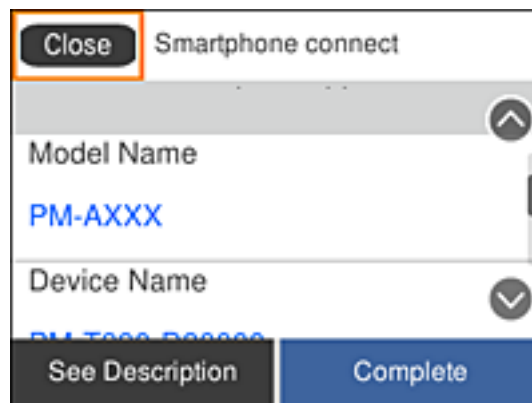 Close
Smartphone connect
Model Name
PM-AXXX
Device Name
See Description
Complete